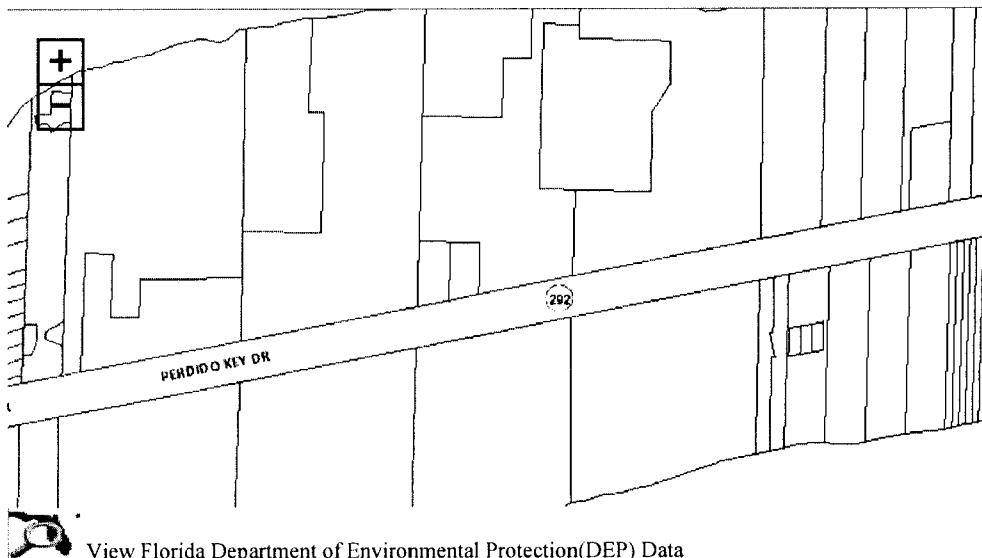 +
292
PERDIDO KEY DR
View Florida Department of Environmental Protection(DEP) Data